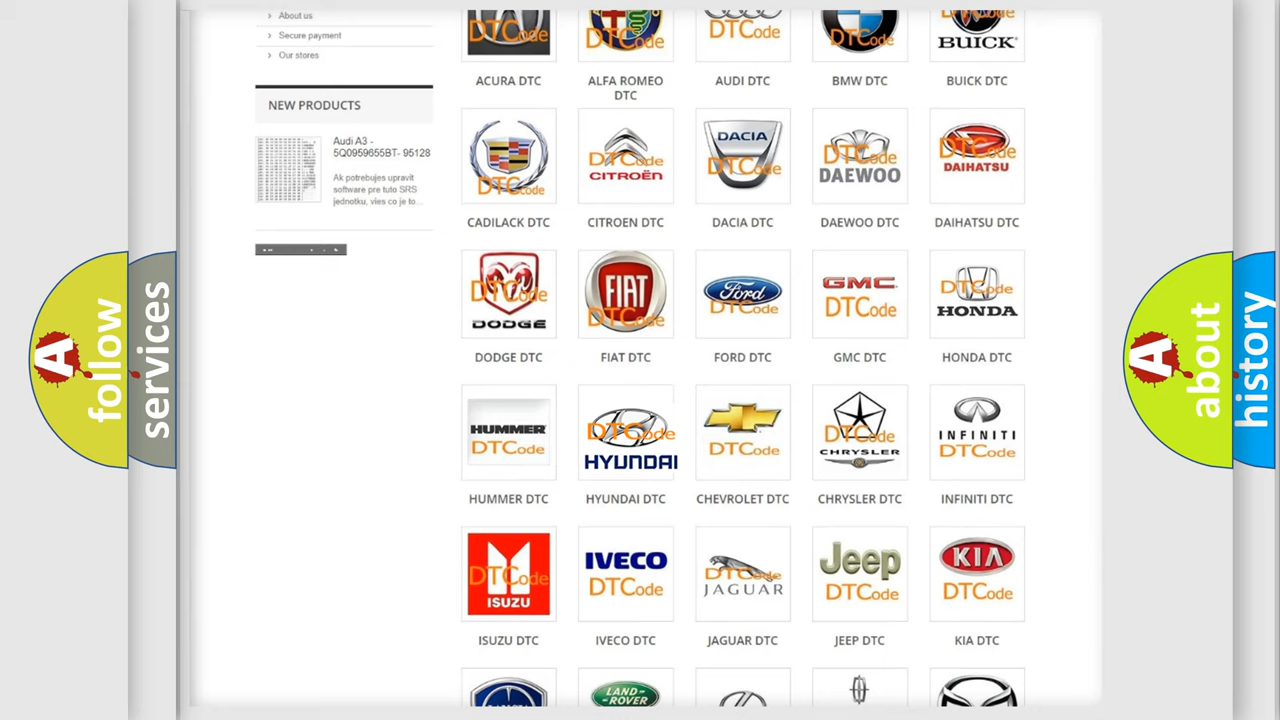 About us
Secure payment
Our stores
NEW PRODUCTS
Audi A3 -
5Q0959655BT- 95128
Ak potrebujes upravit
software pre tuto SRS
jednotku, vies co je to...
DTCode
DTCode
DTCode
DTCode
BUICK
ACURA DTC
ALFA ROMEO
DTC
AUDI DTC
BMW DTC
BUICK DTC
DTCode
DTCode
CITROËN
DACIA
DTCode
DTCode
DAEWOO
DTCode
DAIHATSU
CADILACK DTC
CITROEN DTC
DACIA DTC
DAEWOO DTC
DAIHATSU DTC
DTCode
DODGE
FIAT
DTCode
Ford
DTCode
GMC
DTCode
DTCode
HONDA
DODGE DTC
FIAT DTC
FORD DTC
GMC DTC
HONDA DTC
HUMMER
DTCode
DTCode
HYUNDAI
DTCode
DTCode
CHRYSLER
INFINITI
DTCode
HUMMER DTC
HYUNDAI DTC
CHEVROLET DTC
CHRYSLER DTC
INFINITI DTC
DTCode
ISUZU
IVECO
DTCode
DTCode
JAGUAR
Jeep
DTCode
KIA
DTCode
ISUZU DTC
IVECO DTC
JAGUAR DTC
JEEP DTC
KIA DTC
LAND-
ROVER
A
follow
services
A
about
history